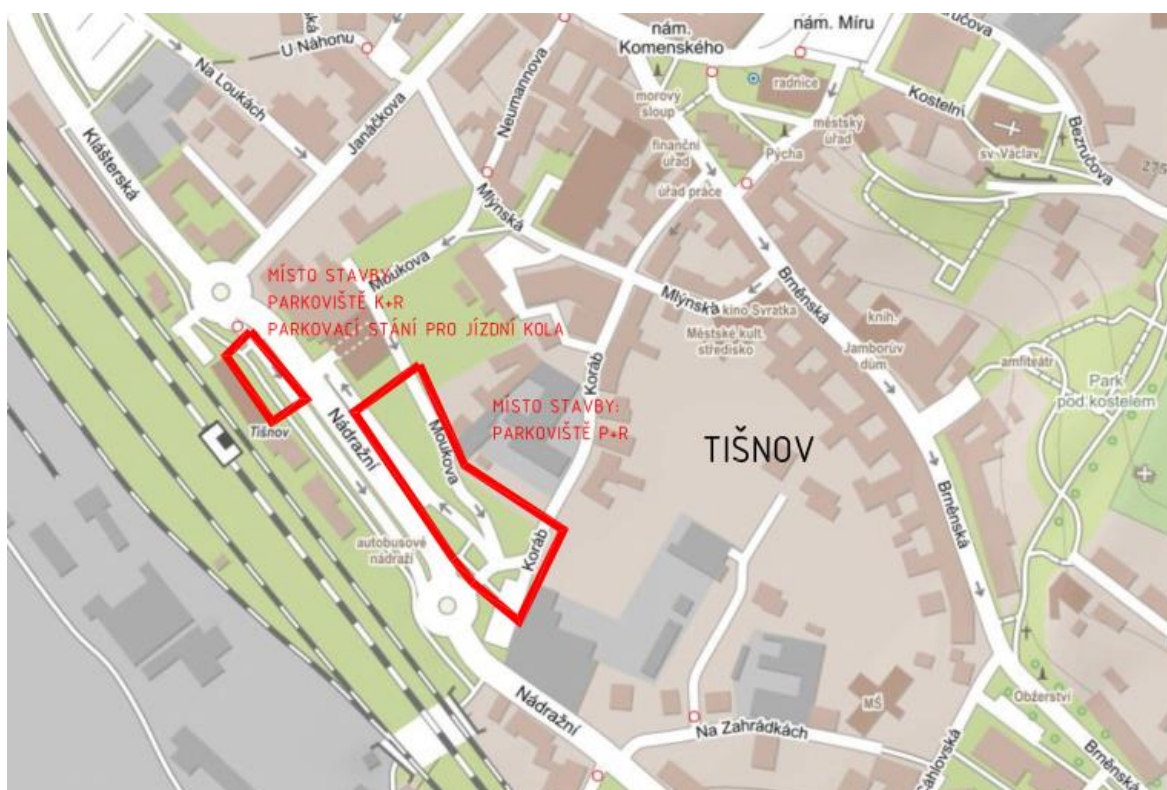 nám. Míru
nám.
Komenského
U Náhonu
Na Loukách
Neumannova
radnice
morový
sloup
Kostelní
Janáčkova
Klášterská
finanční
úřad
Pýcha
městský
úřad
sv. Václav
Bezručova
úřad práce
Mlýnská
Moukova
MÍSTO STAVBY:
PARKOVIŠTĚ K+R
PARKOVACÍ STÁNÍ PRO JÍZDNÍ KOLA
Brněnská
Mlýnská
kino Svratka
Městské kult.
středisko
knih.
Jamborův
dům
amfiteátr
Park
pod kostelem
Koráb
MÍSTO STAVBY:
PARKOVIŠTĚ P+R
Moukova
Tišnov
Nádražní
TIŠNOV
Brněnská
autobusové
nádraží
Koráb
Nádražní
MŠ
Obžerství
Na Zahrádkách
Brněnská